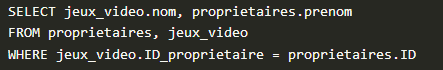 SELECT jeux_video.nom, proprietaires.prenom
FROM proprietaires, jeux_video
WHERE jeux_video.ID_proprietaire = proprietaires.ID